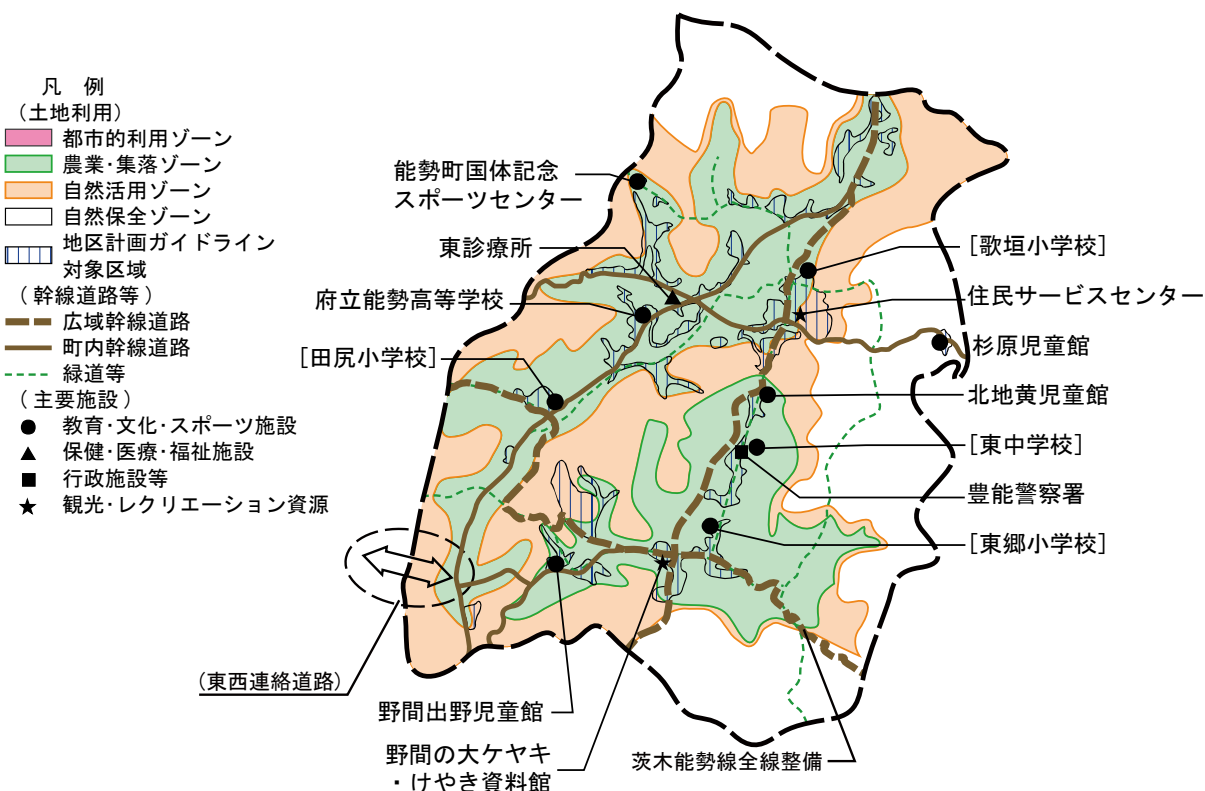 凡 例
(土地利用)
都市的利用ゾーン
農業・集落ゾーン
自然活用ゾーン
自然保全ゾーン
地区計画ガイドライン
対象区域
(幹線道路等)
広域幹線道路
町内幹線道路
緑道等
(主要施設)
教育・文化・スポーツ施設
保健・医療・福祉施設
行政施設等
観光・レクリエーション資源
能勢町国体記念
スポーツセンター
東診療所
府立能勢高等学校
[田尻小学校]
[歌垣小学校]
住民サービスセンター
杉原児童館
北地黄児童館
[東中学校]
豊能警察署
[東郷小学校]
(東西連絡道路)
野間出野児童館
野間の大ケヤキ
・けやき資料館
茨木能勢線全線整備